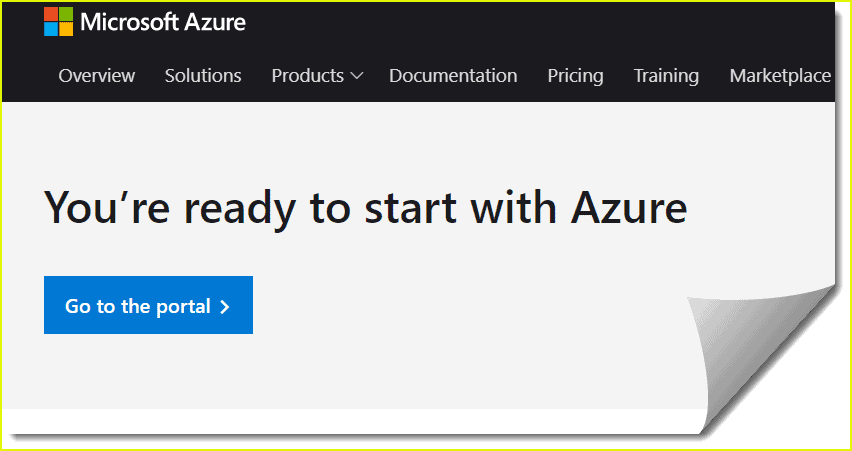 Microsoft Azure
Overview Solutions Products Documentation Pricing Training Marketplace
You’re ready to start with Azure
Go to the portal